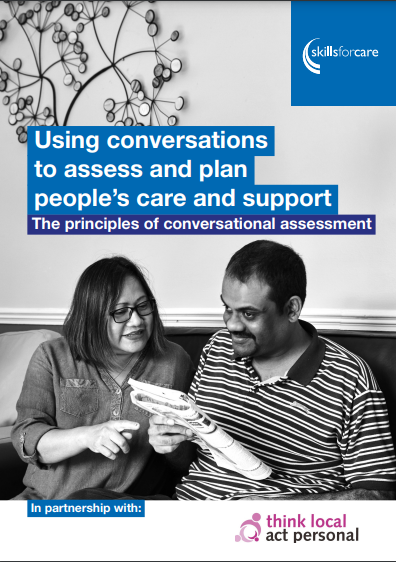 skillsforcare
Using conversations
to assess and plan
people's care and support
The principles of conversational assessment
In partnership with:
think local
act personal